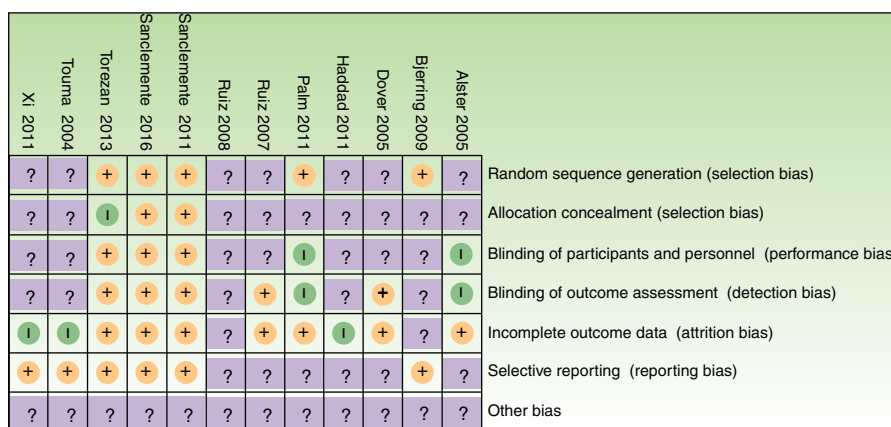 Xi 2011
Touma 2004
Torezan 2013
Sanclemente 2016
Sanclemente 2011
Ruiz 2008
Ruiz 2007
Palm 2011
Haddad 2011
Dover 2005
Bjerring 2009
Alster 2005
? ? + + + ? ? + ? ? + ? Random sequence generation (selection bias)
? ? – + + ? ? ? ? ? ? ? Allocation concealment (selection bias)
? ? + + + ? ? – ? ? ? – Blinding of participants and personnel (performance bias
? ? + + + ? + – ? + ? – Blinding of outcome assessment (detection bias)
– – + + + ? + + – + ? + Incomplete outcome data (attrition bias)
+ + + + + ? ? ? ? ? + ? Selective reporting (reporting bias)
? ? ? ? ? ? ? ? ? ? ? ? Other bias